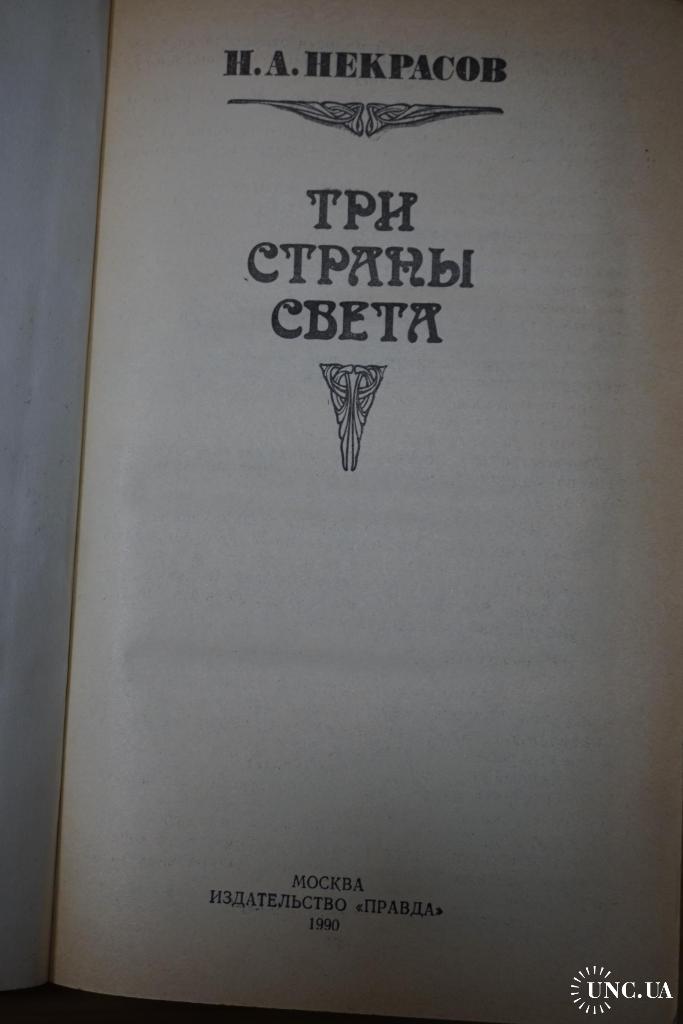 Н. А. НЕКРАСОВ
ТРИ
СТРАНЫ
СВЕТА
МОСКВА
ИЗДАТЕЛЬСТВО «ПРАВДА»
1990
UNC.UA